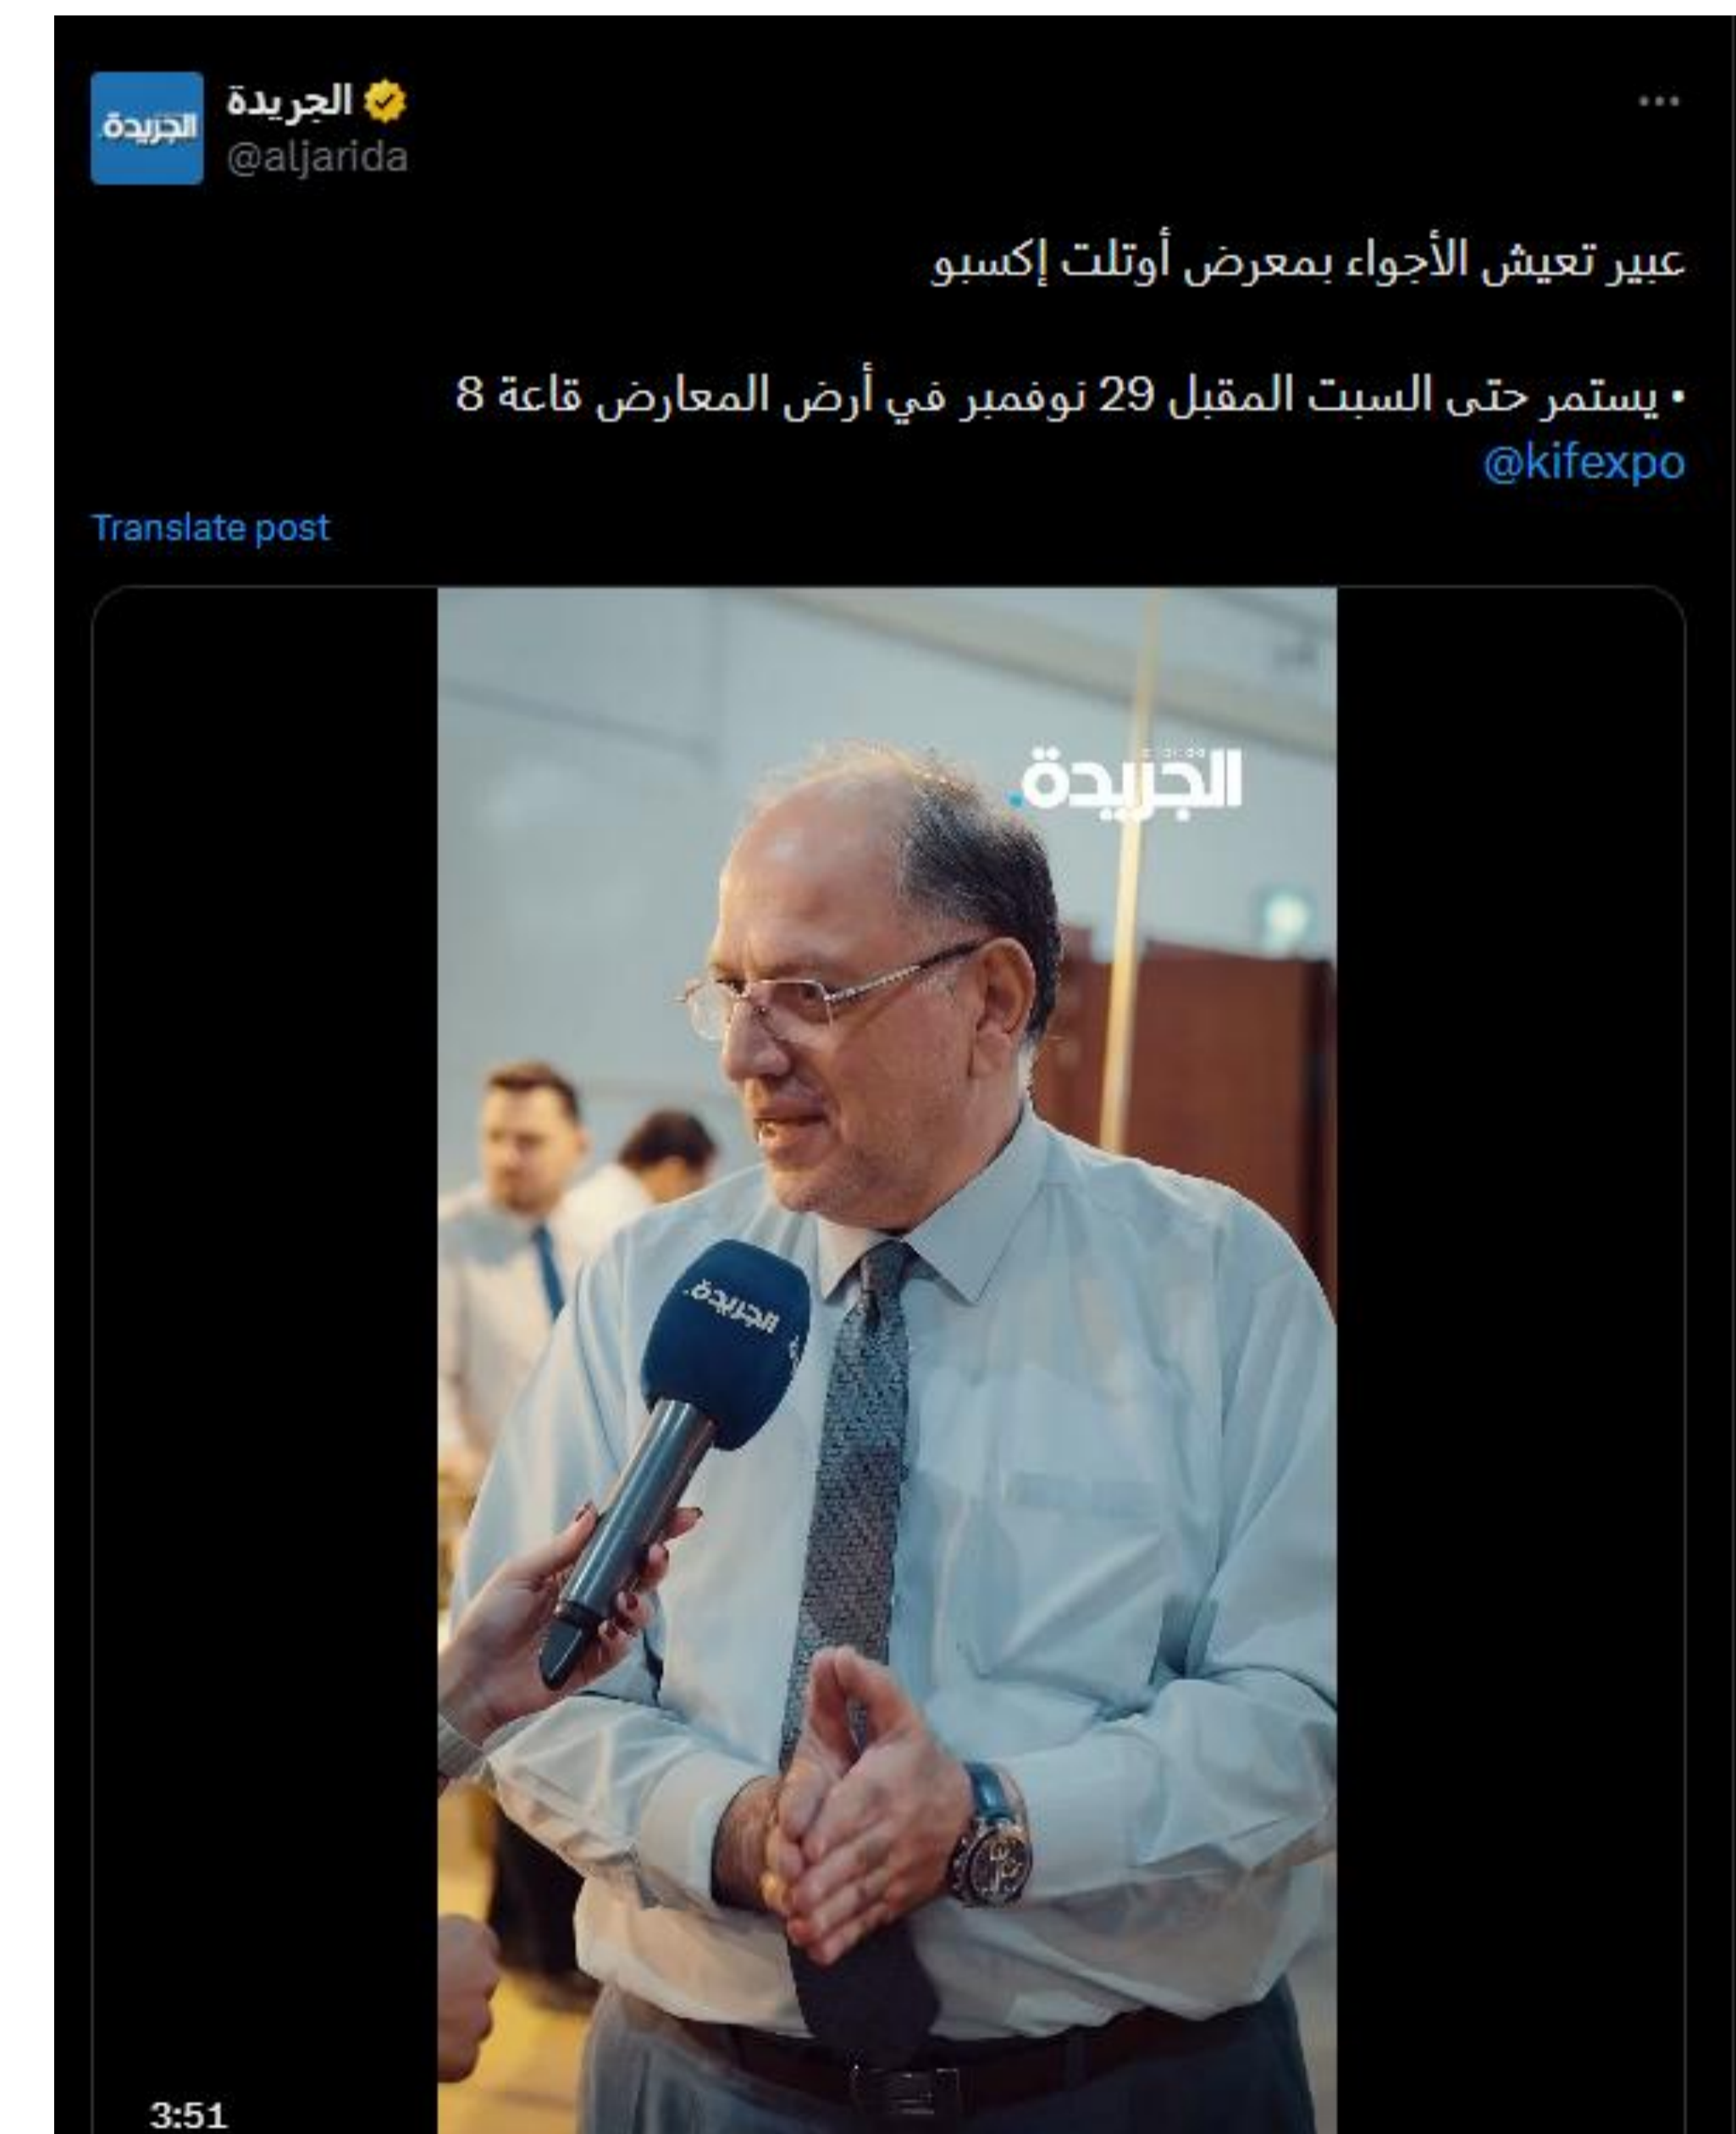 الجريدة
الجريدة
@aljarida
عبير تعيش الأجواء بمعرض أوتلت إكسبو
• يستمر حتى السبت المقبل 29 نوفمبر في أرض المعارض قاعة 8
@kifexpo
Translate post
الجريدة.
الجريدة.
3:51